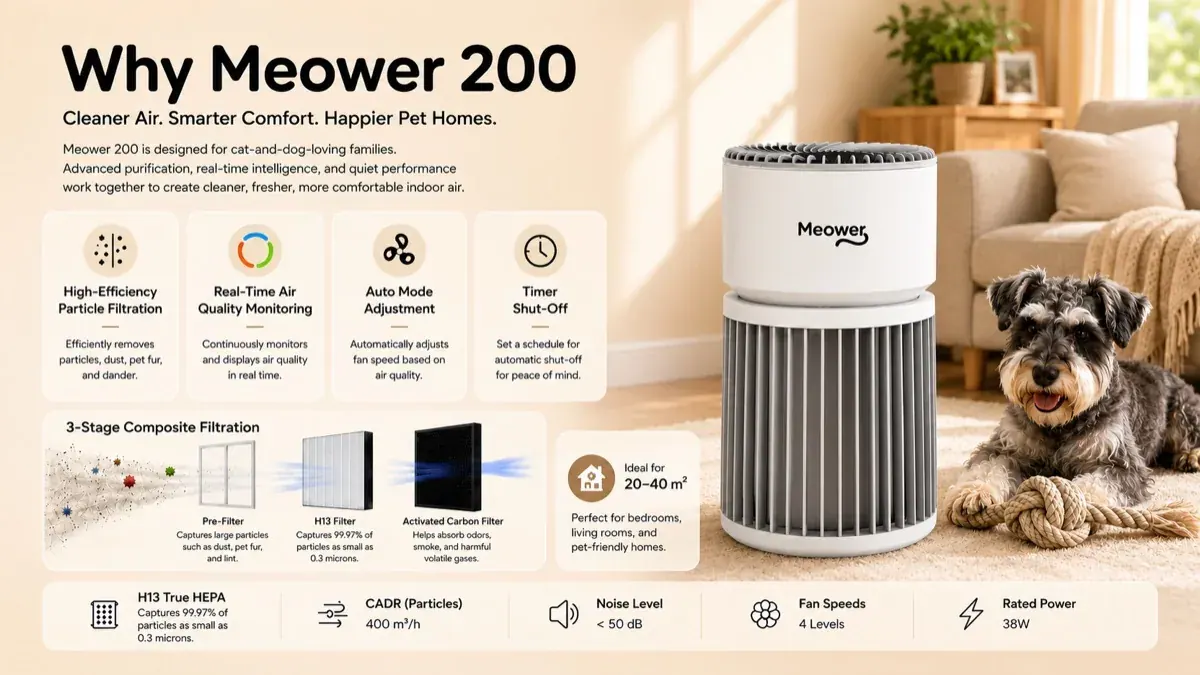 Why Meower 200
Cleaner Air. Smarter Comfort. Happier Pet Homes.
Meower 200 is designed for cat-and-dog-loving families.
Advanced purification, real-time intelligence, and quiet performance
work together to create cleaner, fresher, more comfortable indoor air.
High-Efficiency
Particle Filtration
Efficiently removes
particles, dust, pet fur,
and dander.
Real-Time Air
Quality Monitoring
Continuously monitors
and displays air quality
in real time.
Auto Mode
Adjustment
Automatically adjusts
fan speed based on
air quality.
Timer
Shut-Off
Set a schedule for
automatic shut-off
for peace of mind.
Meower
3-Stage Composite Filtration
Pre-Filter
Captures large particles
such as dust, pet fur,
and lint.
H13 Filter
Captures 99.97% of
particles as small as
0.3 microns.
Activated Carbon Filter
Helps absorb odors,
smoke, and harmful
volatile gases.
Ideal for
20–40 m²
Perfect for bedrooms,
living rooms, and
pet-friendly homes.
H13 True HEPA
Captures 99.97% of
particles as small as
0.3 microns.
CADR (Particles)
400 m³/h
Noise Level
< 50 dB
Fan Speeds
4 Levels
Rated Power
38W